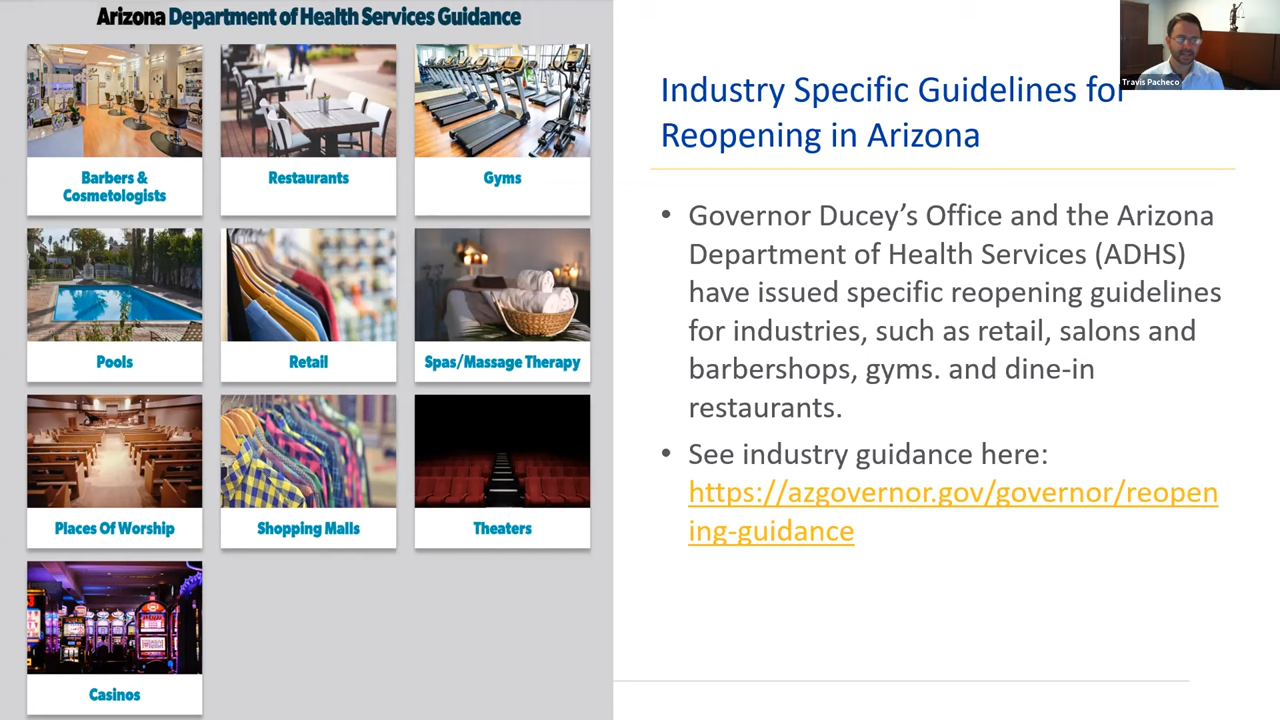 Arizona Department of Health Services Guidance
Barbers &
Cosmetologists
Restaurants
Gyms
Pools
Retail
Spas/Massage Therapy
Places Of Worship
Shopping Malls
Theaters
Casinos
Travis Pacheco
Industry Specific Guidelines for
Reopening in Arizona
• Governor Ducey’s Office and the Arizona
Department of Health Services (ADHS)
have issued specific reopening guidelines
for industries, such as retail, salons and
barbershops, gyms. and dine-in
restaurants.
• See industry guidance here:
https://azgovernor.gov/governor/reopen
ing-guidance